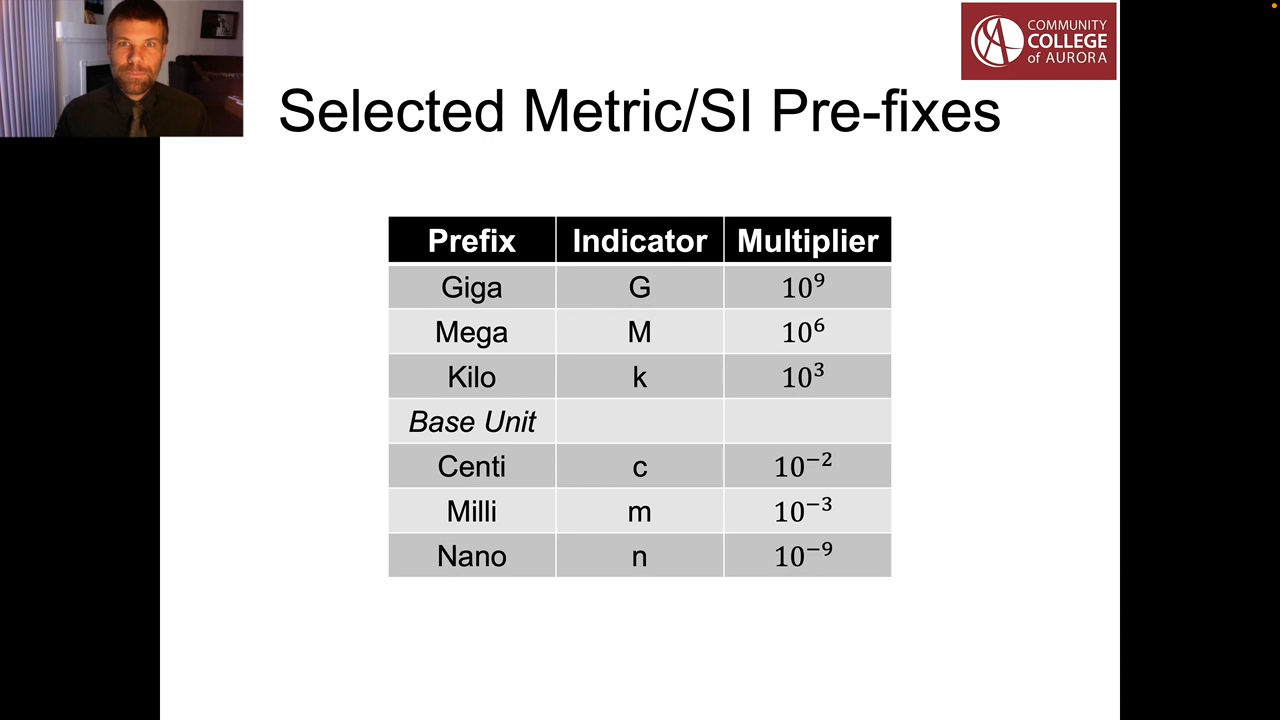 COMMUNITY
COLLEGE
of AURORA
Selected Metric/SI Pre-fixes
Prefix Indicator Multiplier
Giga G 10⁹
Mega M 10⁶
Kilo k 10³
Base Unit
Centi c 10⁻²
Milli m 10⁻³
Nano n 10⁻⁹